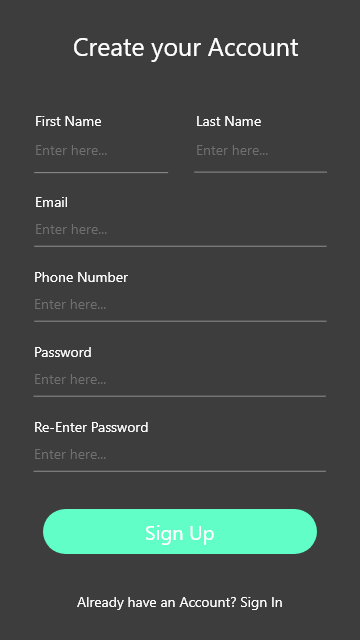 Create your Account
First Name Last Name
Enter here... Enter here...
Email
Enter here...
Phone Number
Enter here...
Password
Enter here...
Re-Enter Password
Enter here...
Sign Up
Already have an Account? Sign In